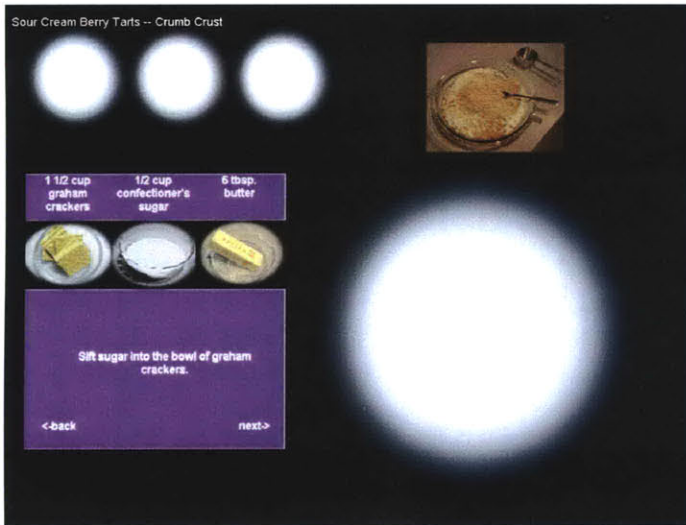 Sour Cream Berry Tarts -- Crumb Crust
1 1/2 cup
graham
crackers
1/2 cup
confectioner's
sugar
6 tbsp.
butter
Sift sugar into the bowl of graham
crackers.
<-back
next->